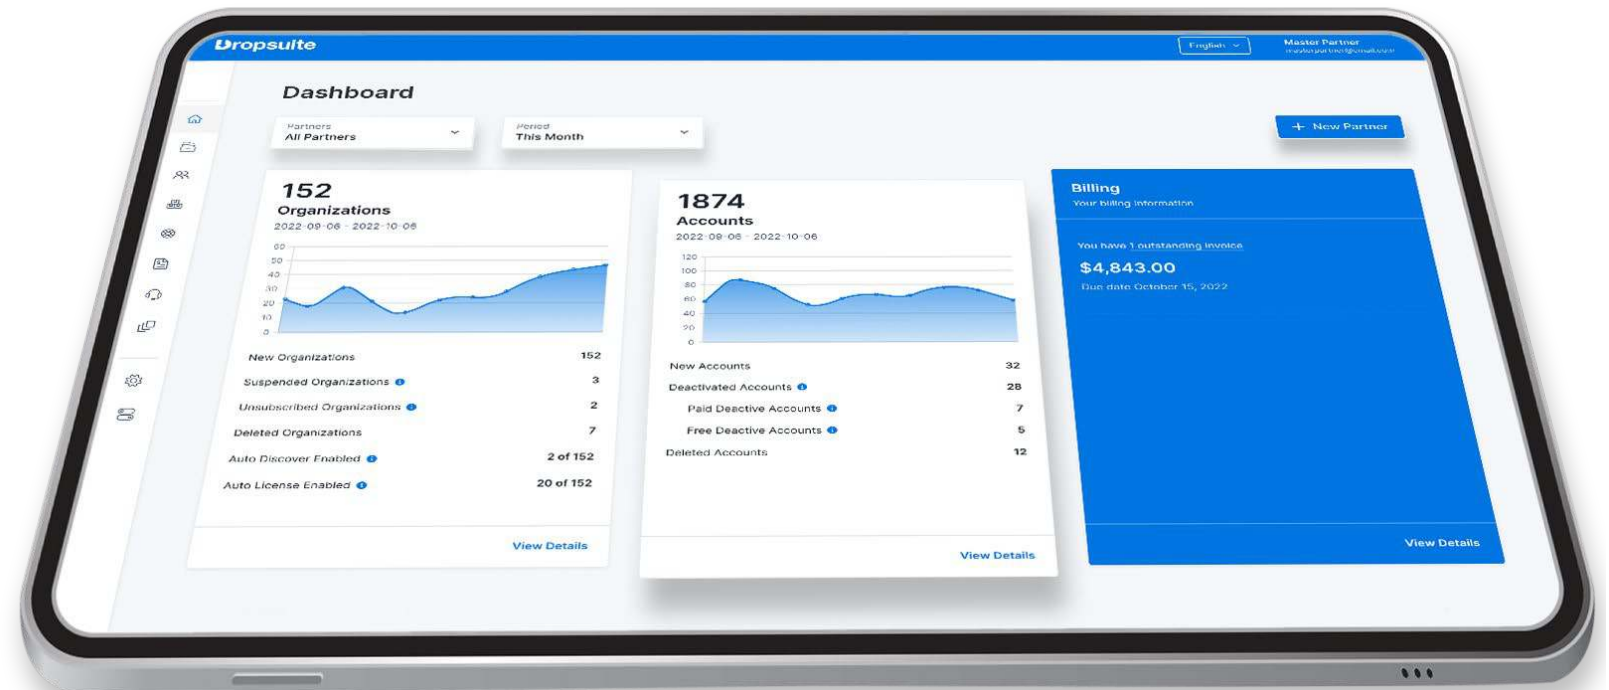 Dropsuite
English
Master Partner
masterpartner@email.com
Dashboard
Partners
All Partners
Period
This Month
+ New Partner
152
Organizations
2022-09-06 - 2022-10-06
60
50
40
30
20
10
0
New Organizations 152
Suspended Organizations 3
Unsubscribed Organizations 2
Deleted Organizations 7
Auto Discover Enabled 2 of 152
Auto License Enabled 20 of 152
View Details
1874
Accounts
2022-09-06 - 2022-10-06
120
100
80
60
40
20
0
New Accounts 32
Deactivated Accounts 28
Paid Deactive Accounts 7
Free Deactive Accounts 5
Deleted Accounts 12
View Details
Billing
Your billing information
You have 1 outstanding invoice
$4,843.00
Due date October 15, 2022
View Details